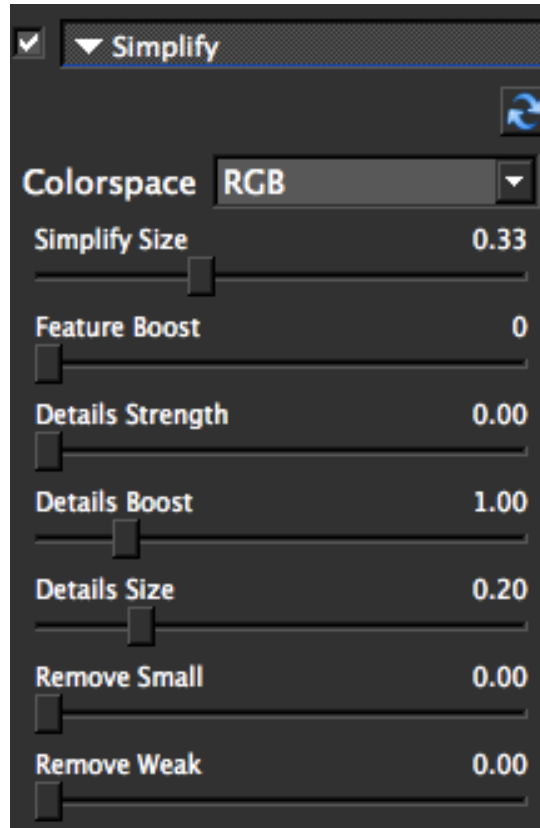 Simplify
Colorspace RGB
Simplify Size 0.33
Feature Boost 0
Details Strength 0.00
Details Boost 1.00
Details Size 0.20
Remove Small 0.00
Remove Weak 0.00